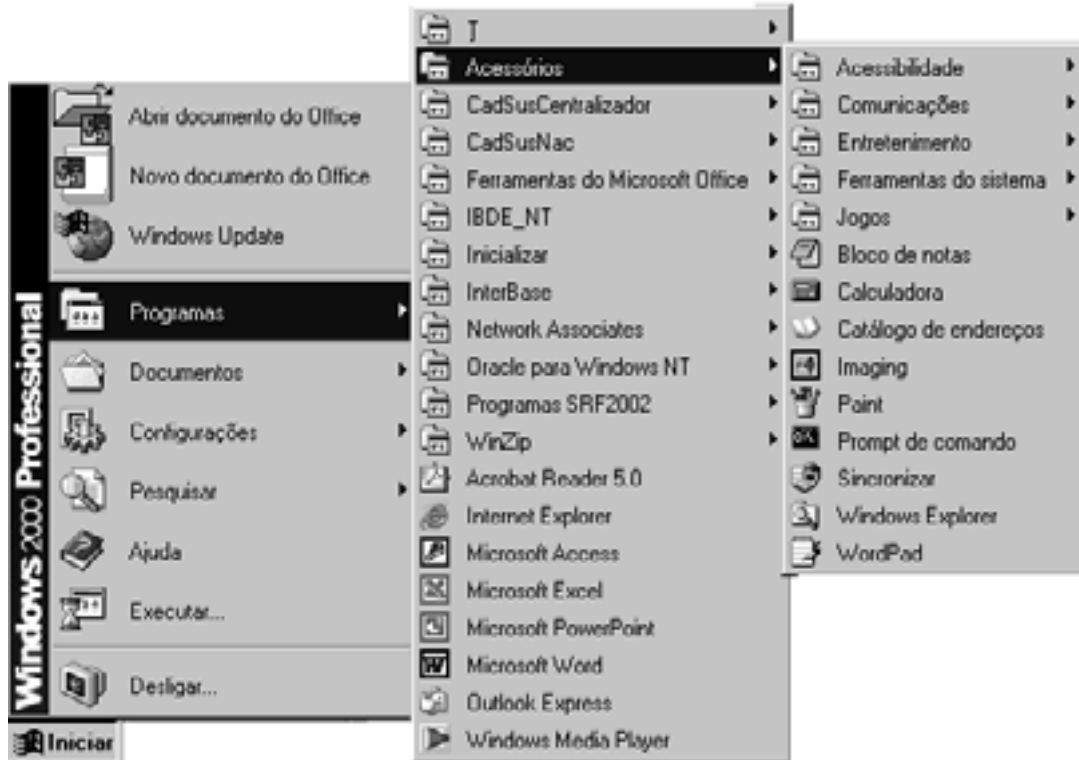 Abrir documento do Office
Novo documento do Office
Windows Update
Programas
Documentos
Configurações
Pesquisar
Ajuda
Executar...
Desligar...
Windows 2000 Professional
Iniciar
Acessórios
CadSusCentralizador
CadSusNac
Ferramentas do Microsoft Office
IBDE_NT
Inicializar
InterBase
Network Associates
Oracle para Windows NT
Programas SRF2002
WinZip
Acrobat Reader 5.0
Internet Explorer
Microsoft Access
Microsoft Excel
Microsoft PowerPoint
Microsoft Word
Outlook Express
Windows Media Player
Acessibilidade
Comunicações
Entretenimento
Ferramentas do sistema
Jogos
Bloco de notas
Calculadora
Catálogo de endereços
Imaging
Paint
Prompt de comando
Sincronizar
Windows Explorer
WordPad